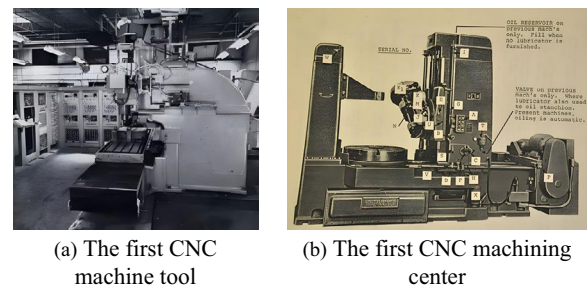 OIL RESERVOIR on
previous Mach's
only. Fill when
no lubricator is
furnished.
SERIAL NO.
VALVE on previous
Mach's only. Where
lubricator also used
to oil stanchion.
Present machines,
oiling is automatic.
(a) The first CNC
machine tool
(b) The first CNC machining
center